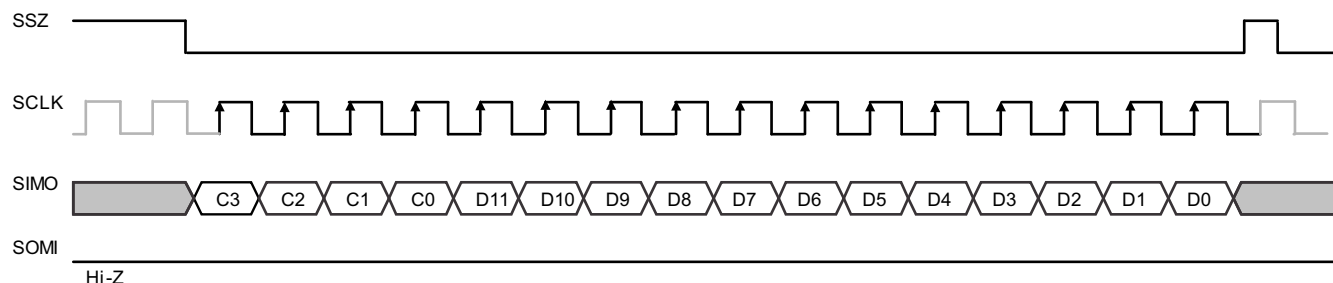 SSZ
SCLK
SIMO C3 C2 C1 C0 D11 D10 D9 D8 D7 D6 D5 D4 D3 D2 D1 D0
SOMI
Hi-Z